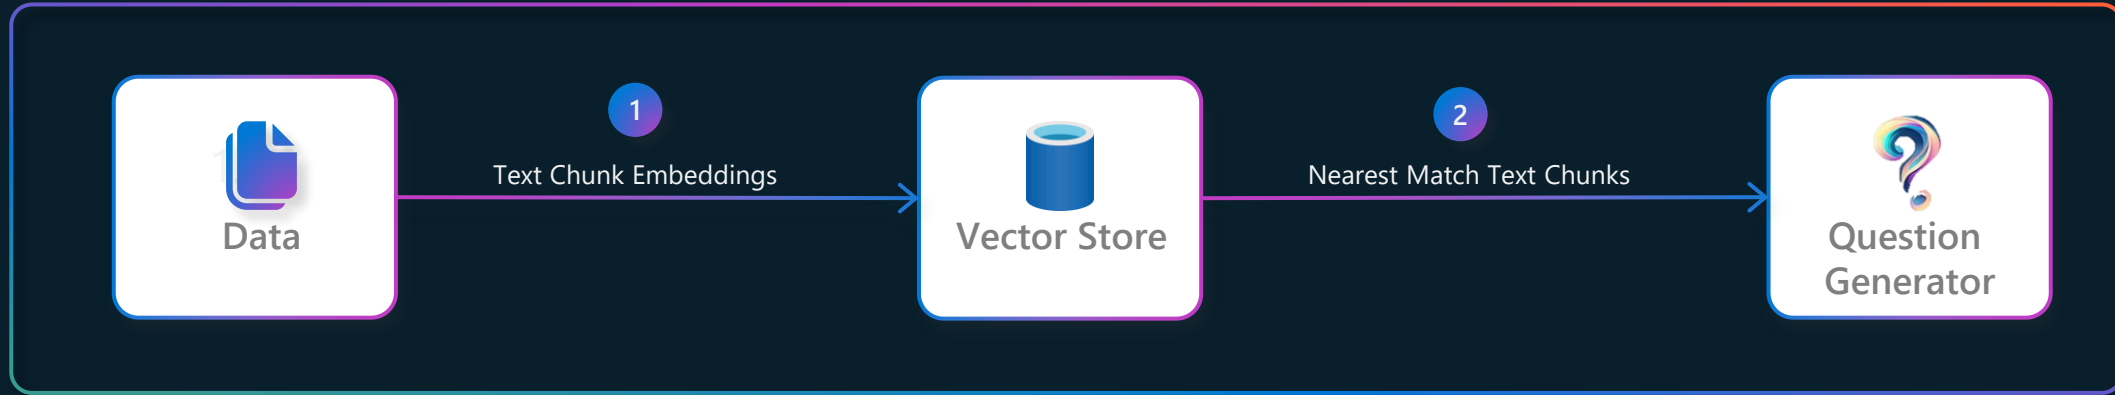 1
Text Chunk Embeddings
Data
Vector Store
2
Nearest Match Text Chunks
Question
Generator